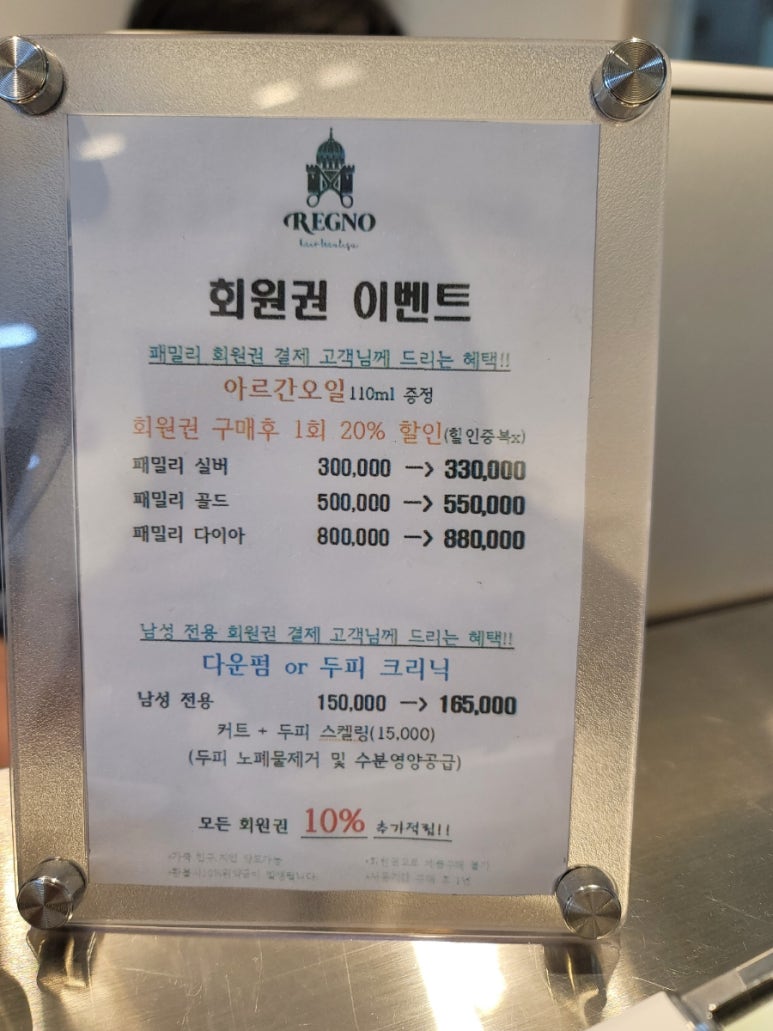 REGNO
회원권 이벤트
패밀리 회원권 결제 고객님께 드리는 혜택!!
아르간오일 110ml 증정
회원권 구매후 1회 20% 할인(할인중복x)
패밀리 실버 300,000 –> 330,000
패밀리 골드 500,000 –> 550,000
패밀리 다이아 800,000 –> 880,000
남성 전용 회원권 결제 고객님께 드리는 혜택!!
다운펌 or 두피 크리닉
남성 전용 150,000 –> 165,000
커트 + 두피 스켈링(15,000)
(두피 노폐물제거 및 수분영양공급)
모든 회원권 10% 추가적립!!